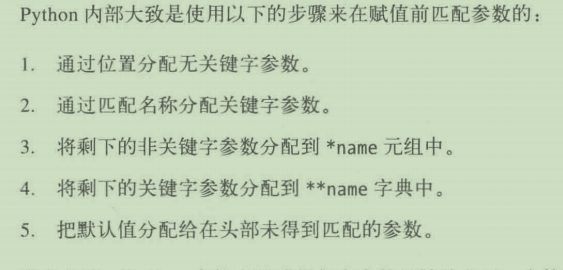 Python 内部大致是使用以下的步骤来在赋值前匹配参数的：
1. 通过位置分配无关键字参数。
2. 通过匹配名称分配关键字参数。
3. 将剩下的非关键字参数分配到 *name 元组中。
4. 将剩下的关键字参数分配到 **name 字典中。
5. 把默认值分配给在头部未得到匹配的参数。